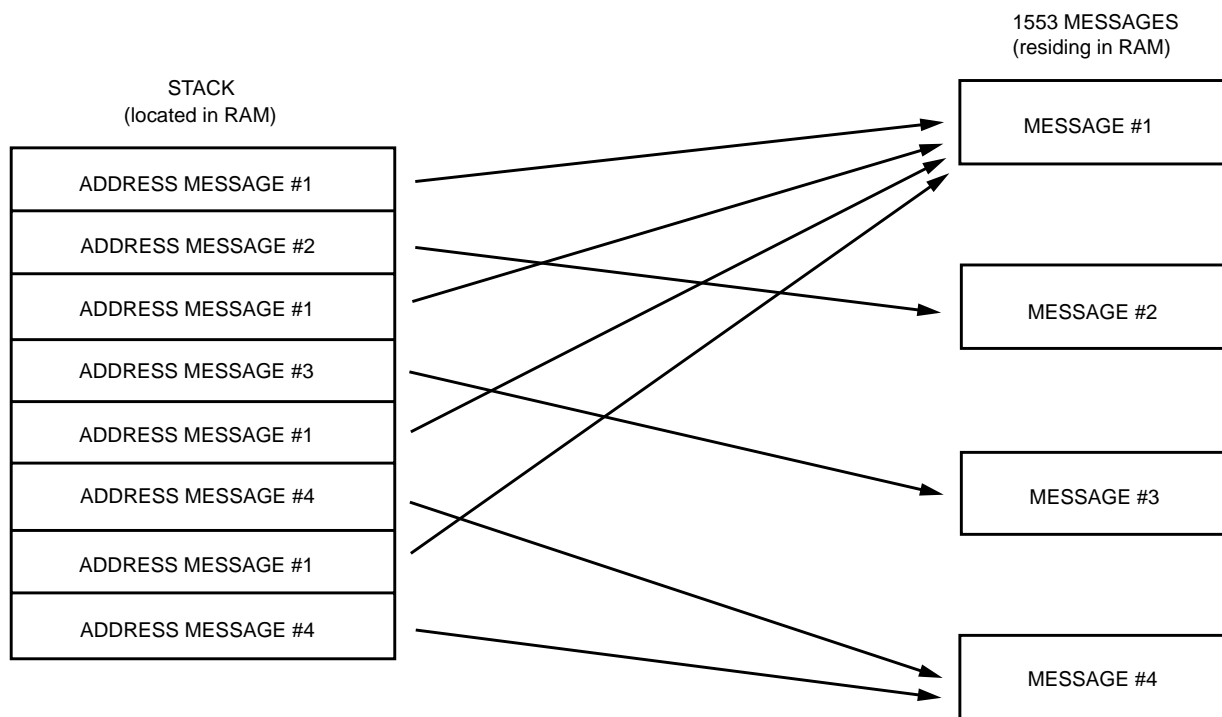 1553 MESSAGES
(residing in RAM)
STACK
(located in RAM)
ADDRESS MESSAGE #1
ADDRESS MESSAGE #2
ADDRESS MESSAGE #1
ADDRESS MESSAGE #3
ADDRESS MESSAGE #1
ADDRESS MESSAGE #4
ADDRESS MESSAGE #1
ADDRESS MESSAGE #4
MESSAGE #1
MESSAGE #2
MESSAGE #3
MESSAGE #4